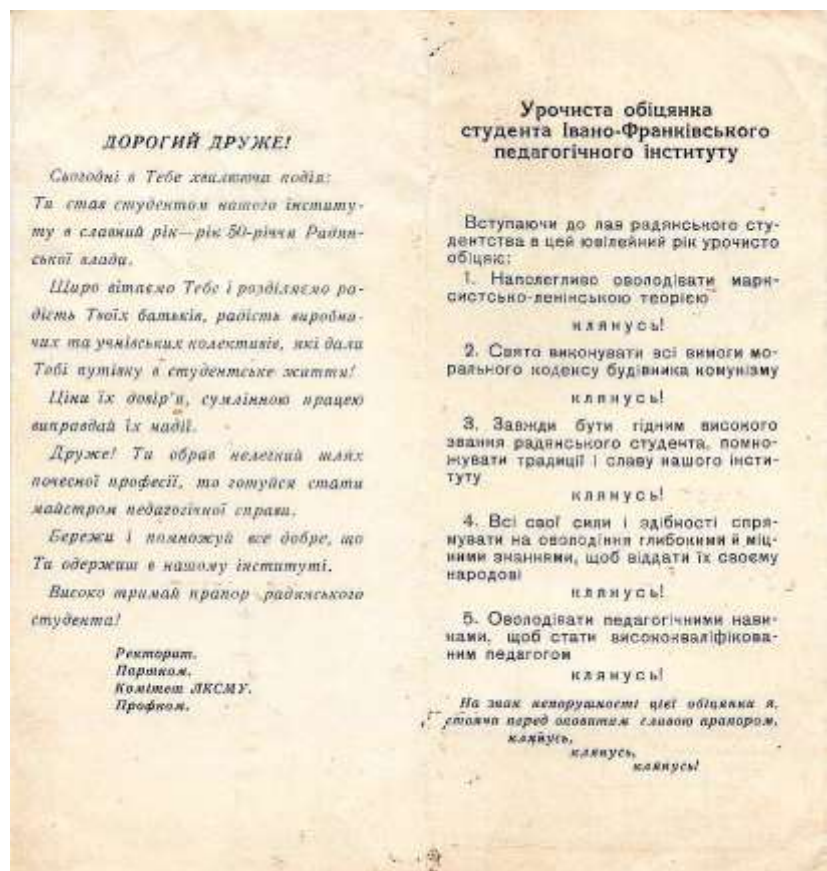 ДОРОГИЙ ДРУЖЕ!
Сьогодні в Тебе хвилююча подія:
Ти став студентом нашого інститу-
ту в славний рік—рік 50-річчя Радян-
ської влади.
Щиро вітаємо Тебе і розділяємо ра-
дість Твоїх батьків, радість виробни-
чих та учнівських колективів, які дали
Тобі путівку в студентське життя!
Ціни їх довір'я, сумлінною працею
виправдай їх надії.
Друже! Ти обрав нелегкий шлях
почесної професії, то готуйся стати
майстром педагогічної справи.
Бережи і помножуй все добре, що
Ти одержиш в нашому інституті.
Високо тримай прапор радянського
студента!
Ректорат.
Партком.
Комітет ЛКСМУ.
Профком.
Урочиста обіцянка
студента Івано-Франківського
педагогічного інституту
Вступаючи до лав радянського сту-
дентства в цей ювілейний рік урочисто
обіцяю:
1. Наполегливо оволодівати марк-
систсько-ленінською теорією
клянусь!
2. Свято виконувати всі вимоги мо-
рального кодексу будівника комунізму
клянусь!
3. Завжди бути гідним високого
звання радянського студента, помно-
жувати традиції і славу нашого інсти-
туту
клянусь!
4. Всі свої сили і здібності спря-
мувати на оволодіння глибокими й міц-
ними знаннями, щоб віддати їх своєму
народові
клянусь!
5. Оволодівати педагогічними нави-
ками, щоб стати висококваліфікова-
ним педагогом
клянусь!
На знак непорушності цієї обіцянки я,
стоячи перед оповитим славою прапором,
клянусь,
клянусь,
клянусь!